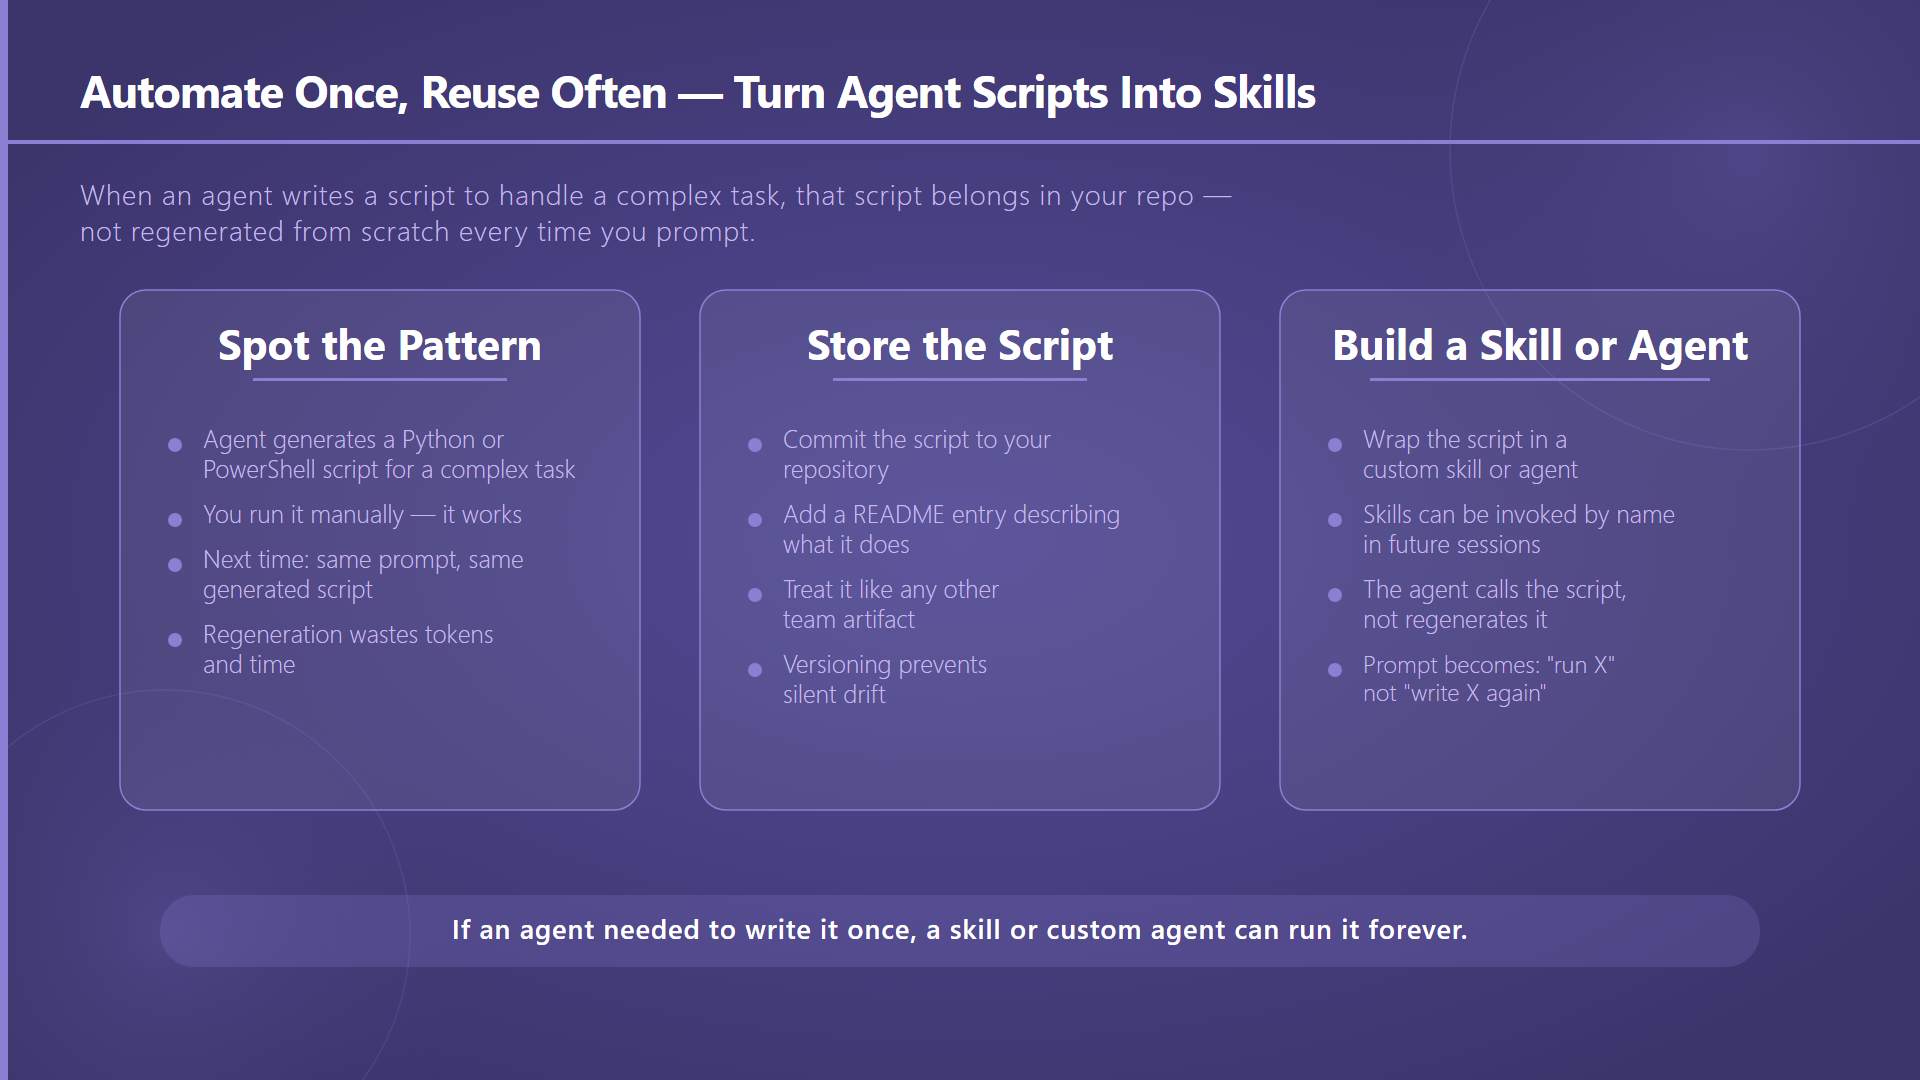 Automate Once, Reuse Often — Turn Agent Scripts Into Skills
When an agent writes a script to handle a complex task, that script belongs in your repo —
not regenerated from scratch every time you prompt.
Spot the Pattern
Agent generates a Python or
PowerShell script for a complex task
You run it manually — it works
Next time: same prompt, same
generated script
Regeneration wastes tokens
and time
Store the Script
Commit the script to your
repository
Add a README entry describing
what it does
Treat it like any other
team artifact
Versioning prevents
silent drift
Build a Skill or Agent
Wrap the script in a
custom skill or agent
Skills can be invoked by name
in future sessions
The agent calls the script,
not regenerates it
Prompt becomes: "run X"
not "write X again"
If an agent needed to write it once, a skill or custom agent can run it forever.